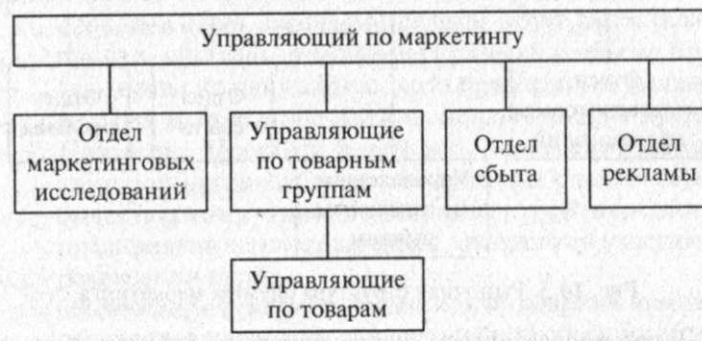 Управляющий по маркетингу
Отдел
маркетинговых
исследований
Управляющие
по товарным
группам
Отдел
сбыта
Отдел
рекламы
Управляющие
по товарам